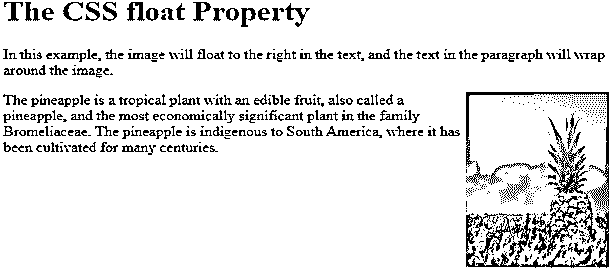 The CSS float Property
In this example, the image will float to the right in the text, and the text in the paragraph will wrap
around the image.
The pineapple is a tropical plant with an edible fruit, also called a
pineapple, and the most economically significant plant in the family
Bromeliaceae. The pineapple is indigenous to South America, where it has
been cultivated for many centuries.